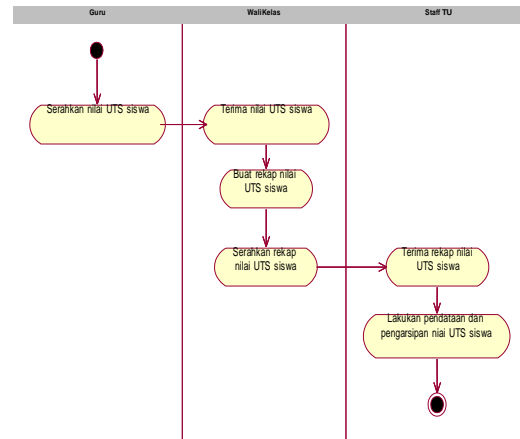 Guru
WaliKelas
Staff TU
Serahkan nilai UTS siswa
Terima nilai UTS siswa
Buat rekap nilai
UTS siswa
Serahkan rekap
nilai UTS siswa
Terima rekap nilai
UTS siswa
Lakukan pendataan dan
pengarsipan niai UTS siswa